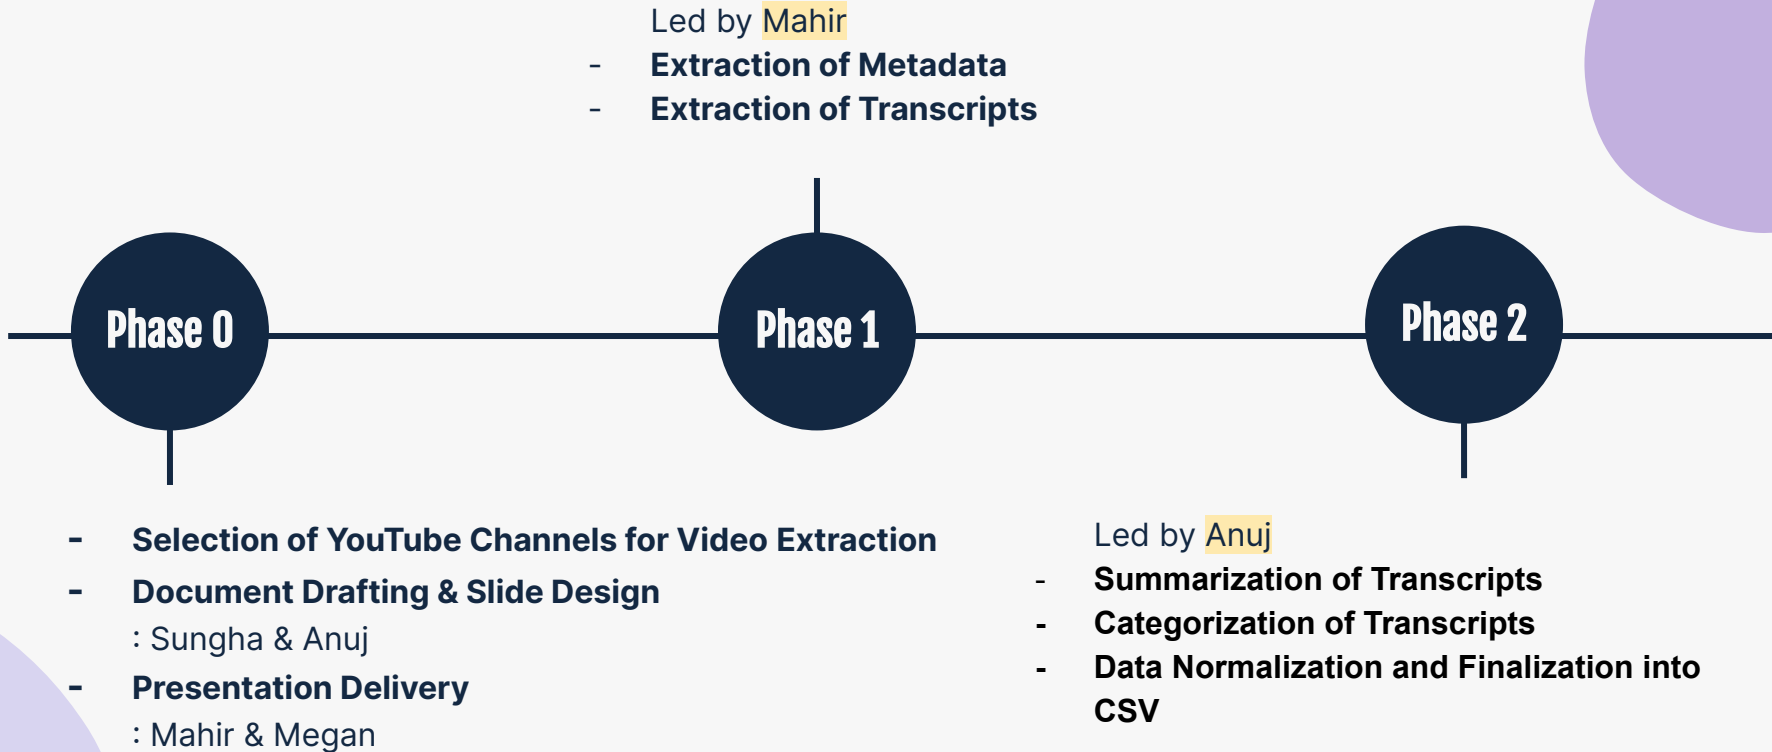 Led by Mahir
- Extraction of Metadata
- Extraction of Transcripts
Phase 0
Phase 1
Phase 2
- Selection of YouTube Channels for Video Extraction
- Document Drafting & Slide Design
: Sungha & Anuj
- Presentation Delivery
: Mahir & Megan
Led by Anuj
- Summarization of Transcripts
- Categorization of Transcripts
- Data Normalization and Finalization into
CSV